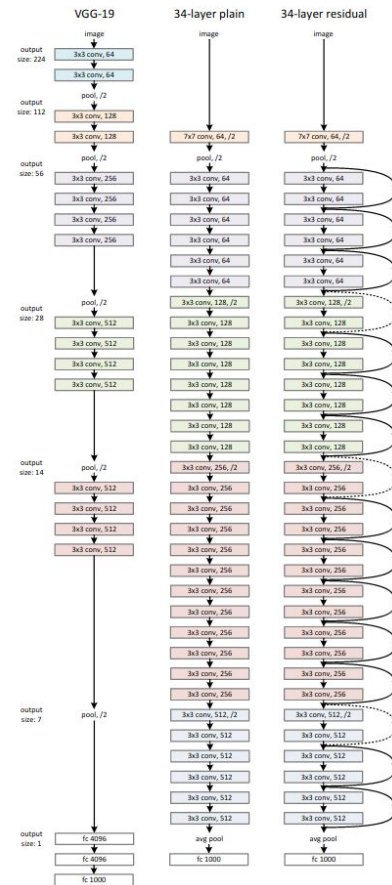 VGG-19
image
output
size: 224
3x3 conv, 64
3x3 conv, 64
pool, /2
output
size: 112
3x3 conv, 128
3x3 conv, 128
pool, /2
output
size: 56
3x3 conv, 256
3x3 conv, 256
3x3 conv, 256
3x3 conv, 256
pool, /2
output
size: 28
3x3 conv, 512
3x3 conv, 512
3x3 conv, 512
3x3 conv, 512
pool, /2
output
size: 14
3x3 conv, 512
3x3 conv, 512
3x3 conv, 512
3x3 conv, 512
output
size: 7
pool, /2
output
size: 1
fc 4096
fc 4096
fc 1000
34-layer plain
image
7x7 conv, 64, /2
pool, /2
3x3 conv, 64
3x3 conv, 64
3x3 conv, 64
3x3 conv, 64
3x3 conv, 64
3x3 conv, 64
3x3 conv, 128, /2
3x3 conv, 128
3x3 conv, 128
3x3 conv, 128
3x3 conv, 128
3x3 conv, 128
3x3 conv, 128
3x3 conv, 128
3x3 conv, 256, /2
3x3 conv, 256
3x3 conv, 256
3x3 conv, 256
3x3 conv, 256
3x3 conv, 256
3x3 conv, 256
3x3 conv, 256
3x3 conv, 256
3x3 conv, 256
3x3 conv, 256
3x3 conv, 256
3x3 conv, 512, /2
3x3 conv, 512
3x3 conv, 512
3x3 conv, 512
3x3 conv, 512
3x3 conv, 512
avg pool
fc 1000
34-layer residual
image
7x7 conv, 64, /2
pool, /2
3x3 conv, 64
3x3 conv, 64
3x3 conv, 64
3x3 conv, 64
3x3 conv, 64
3x3 conv, 64
3x3 conv, 128, /2
3x3 conv, 128
3x3 conv, 128
3x3 conv, 128
3x3 conv, 128
3x3 conv, 128
3x3 conv, 128
3x3 conv, 128
3x3 conv, 256, /2
3x3 conv, 256
3x3 conv, 256
3x3 conv, 256
3x3 conv, 256
3x3 conv, 256
3x3 conv, 256
3x3 conv, 256
3x3 conv, 256
3x3 conv, 256
3x3 conv, 256
3x3 conv, 256
3x3 conv, 512, /2
3x3 conv, 512
3x3 conv, 512
3x3 conv, 512
3x3 conv, 512
3x3 conv, 512
avg pool
fc 1000